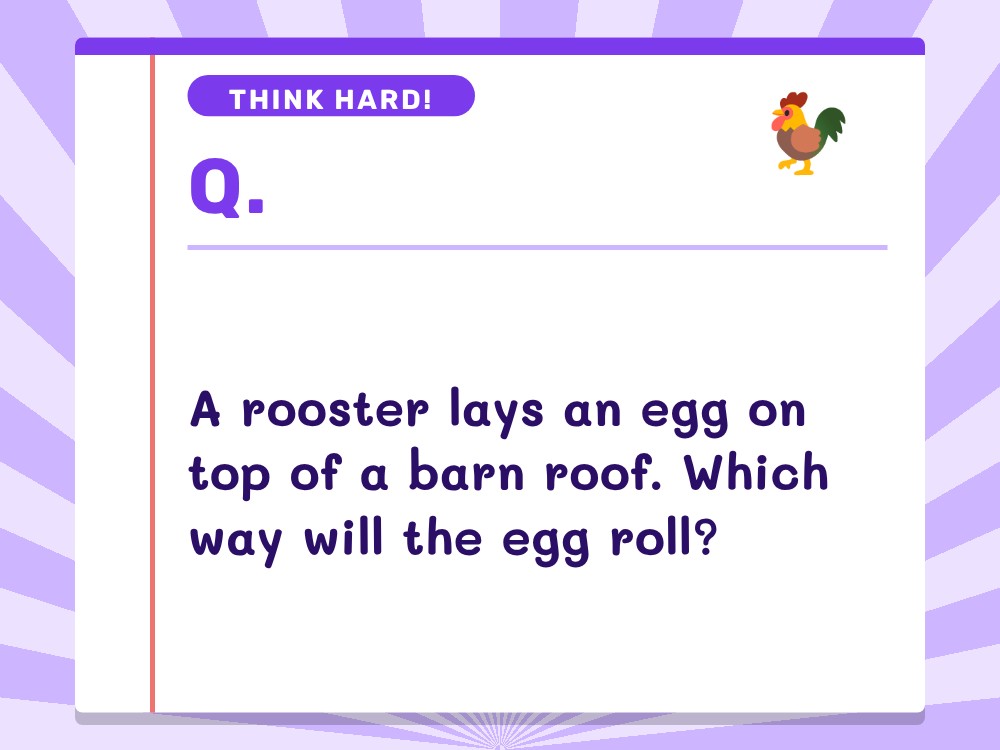 THINK HARD!
Q.
A rooster lays an egg on
top of a barn roof. Which
way will the egg roll?